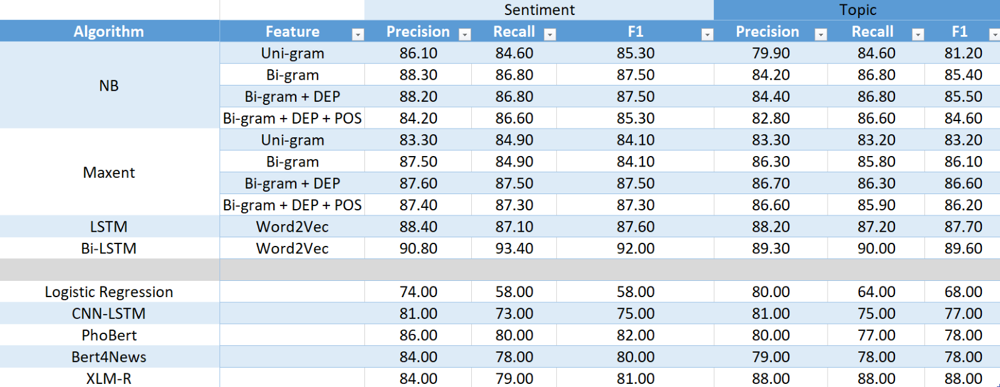 Sentiment Topic
Algorithm Feature Precision Recall F1 Precision Recall F1
NB
Uni-gram 86.10 84.60 85.30 79.90 84.60 81.20
Bi-gram 88.30 86.80 87.50 84.20 86.80 85.40
Bi-gram + DEP 88.20 86.80 87.50 84.40 86.80 85.50
Bi-gram + DEP + POS 84.20 86.60 85.30 82.80 86.60 84.60
Maxent
Uni-gram 83.30 84.90 84.10 83.30 83.20 83.20
Bi-gram 87.50 84.90 84.10 86.30 85.80 86.10
Bi-gram + DEP 87.60 87.50 87.50 86.70 86.30 86.60
Bi-gram + DEP + POS 87.40 87.30 87.30 86.60 85.90 86.20
LSTM Word2Vec 88.40 87.10 87.60 88.20 87.20 87.70
Bi-LSTM Word2Vec 90.80 93.40 92.00 89.30 90.00 89.60
Logistic Regression 74.00 58.00 58.00 80.00 64.00 68.00
CNN-LSTM 81.00 73.00 75.00 81.00 75.00 77.00
PhoBert 86.00 80.00 82.00 80.00 77.00 78.00
Bert4News 84.00 78.00 80.00 79.00 78.00 78.00
XLM-R 84.00 79.00 81.00 88.00 88.00 88.00